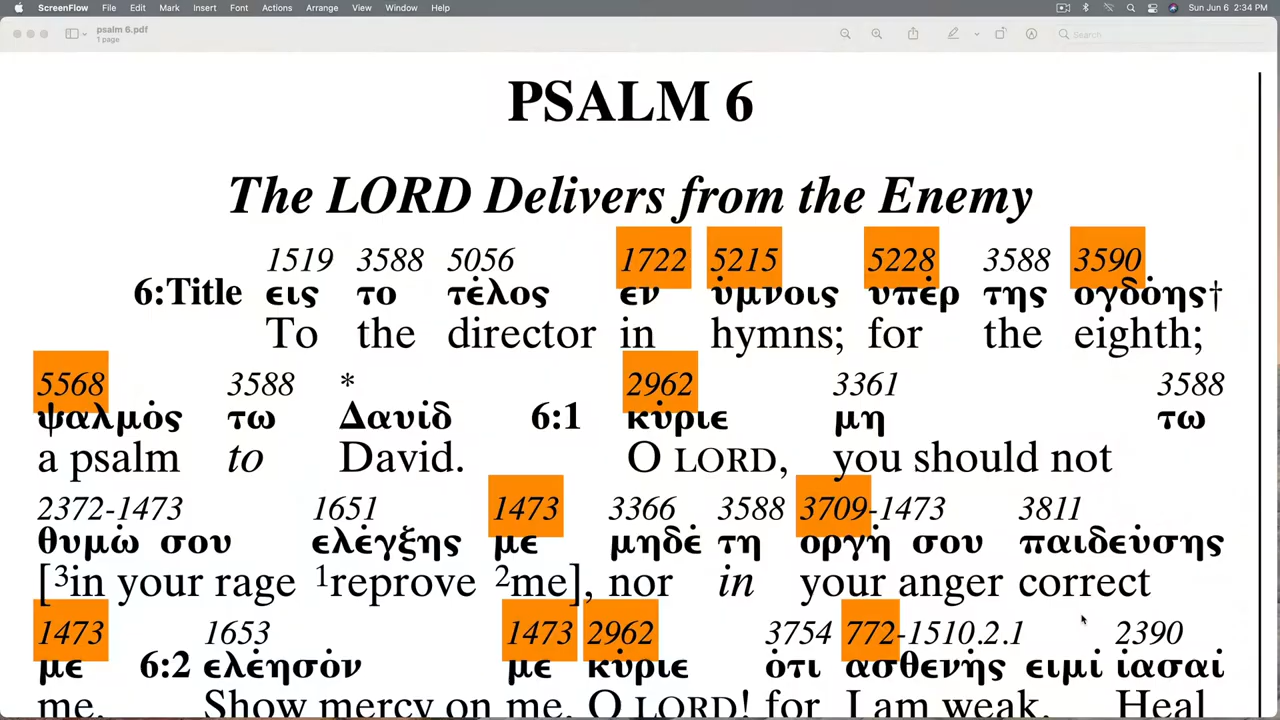 ScreenFlow File Edit Mark Insert Font Actions Arrange View Window Help Sun Jun 6 2:34 PM
psalm 6.pdf
1 page
Search
PSALM 6
The LORD Delivers from the Enemy
1519 3588 5056 1722 5215 5228 3588 3590
6:Title εις το τέλος εν ύμνοις υπέρ της ογδόης†
To the director in hymns; for the eighth;
5568 3588 * 2962 3361 3588
ψαλμός τω Δαυίδ 6:1 κύριε μη τω
a psalm to David. O LORD, you should not
2372-1473 1651 1473 3366 3588 3709-1473 3811
θυμώ σου ελέγξης με μηδέ τη οργή σου παιδεύσης
[³in your rage ¹reprove ²me], nor in your anger correct
1473 1653 1473 2962 3754 772-1510.2.1 2390
με 6:2 ελέησόν με κύριε ότι ασθενής ειμί ίασαί
me. Show mercy on me, O LORD! for I am weak. Heal